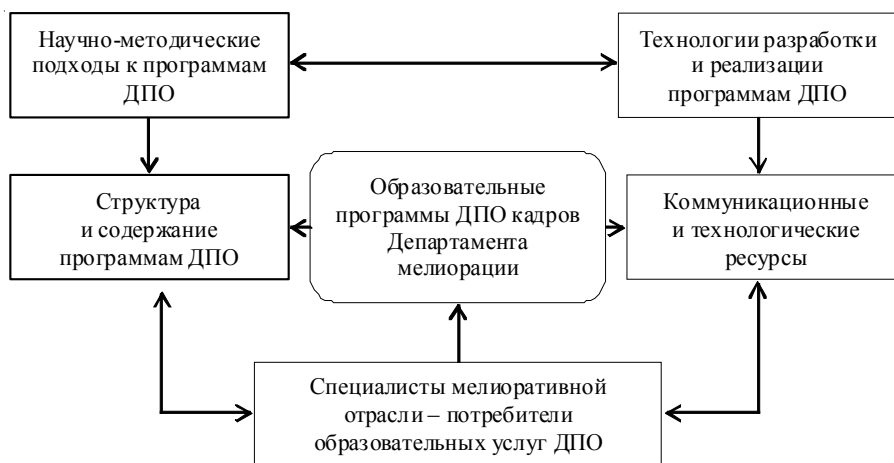 Научно-методические
подходы к программам
ДПО
Технологии разработки
и реализации
программам ДПО
Структура
и содержание
программам ДПО
Образовательные
программы ДПО кадров
Департамента
мелиорации
Коммуникационные
и технологические
ресурсы
Специалисты мелиоративной
отрасли – потребители
образовательных услуг ДПО